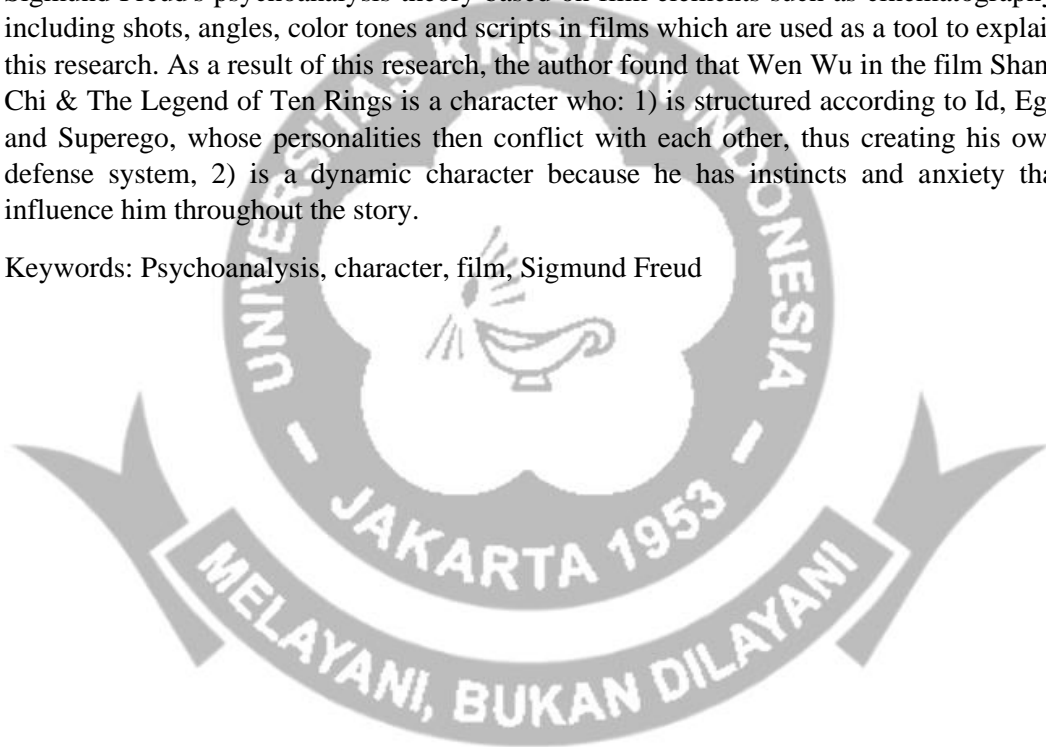 Sigmund Freud's psychoanalysis theory based on film elements such as cinematography
including shots, angles, color tones and scripts in films which are used as a tool to explai
this research. As a result of this research, the author found that Wen Wu in the film Shan
Chi & The Legend of Ten Rings is a character who: 1) is structured according to Id, Eg
and Superego, whose personalities then conflict with each other, thus creating his ow
defense system, 2) is a dynamic character because he has instincts and anxiety tha
influence him throughout the story.
Keywords: Psychoanalysis, character, film, Sigmund Freud
UNIVERSITAS KRISTEN INDONESIA
JAKARTA 1953
MELAYANI, BUKAN DILAYANI